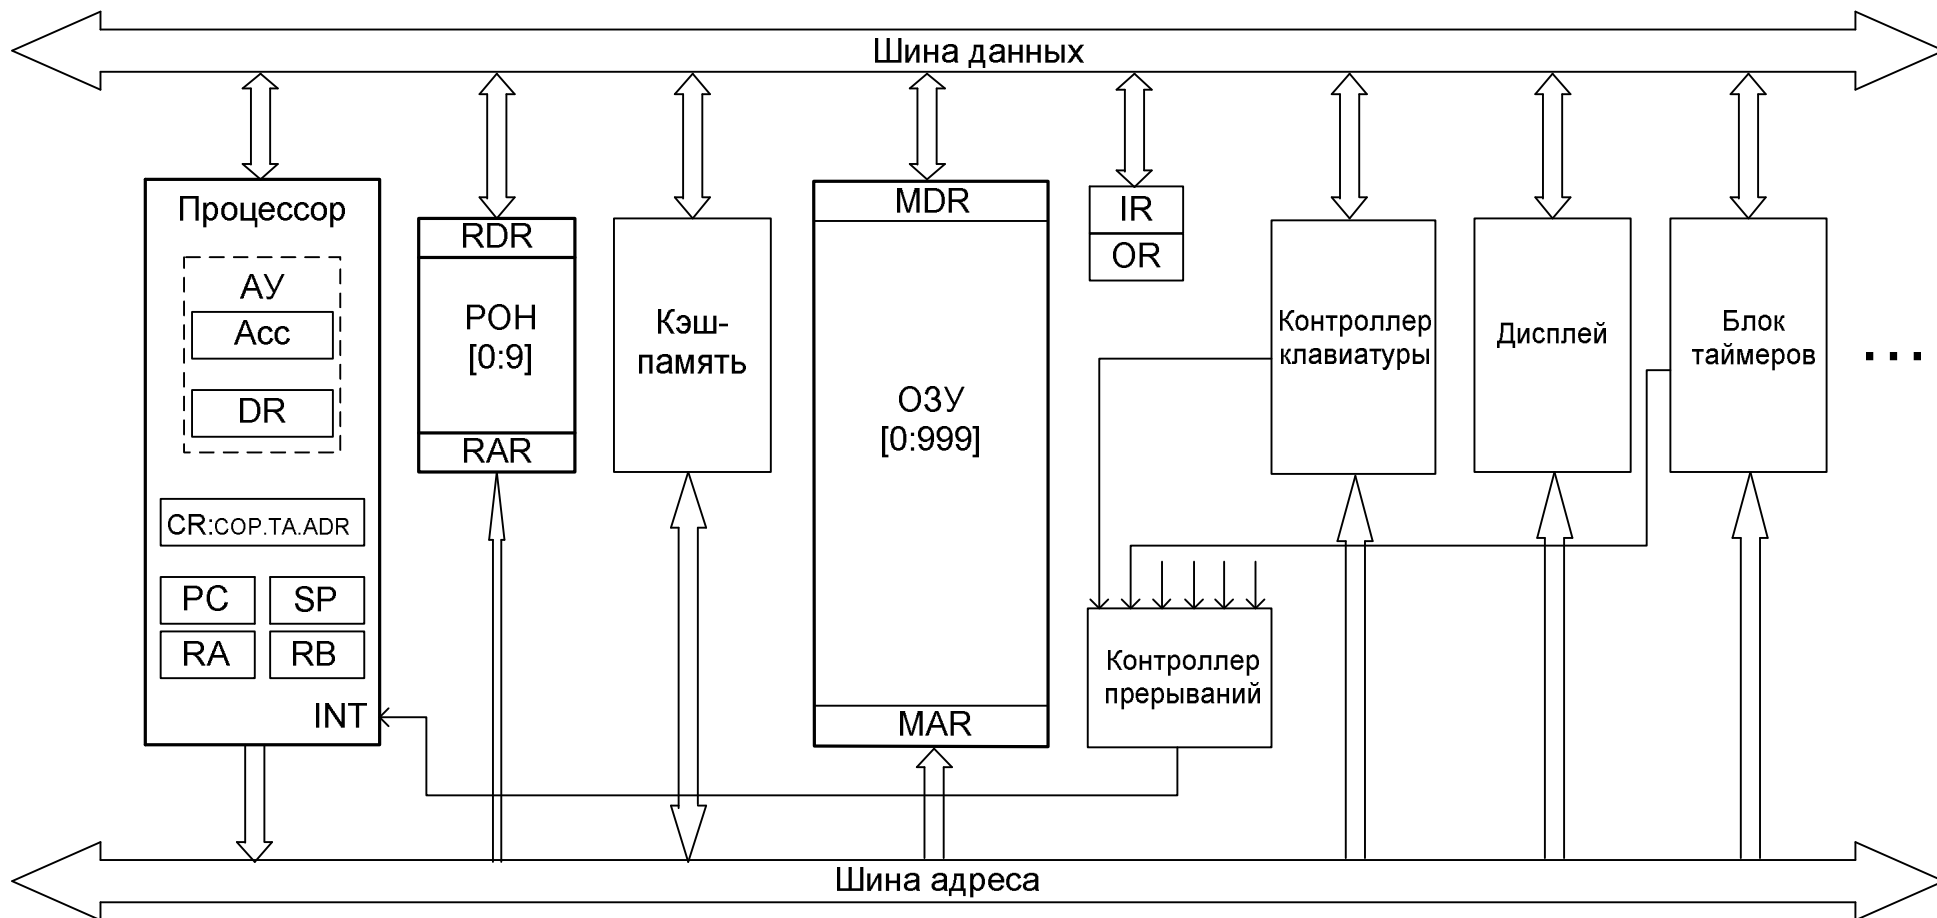 Шина данных
Процессор
АУ
Acc
DR
CR:COP.TA.ADR
PC
SP
RA
RB
INT
RDR
РОН
[0:9]
RAR
Кэш-
память
MDR
ОЗУ
[0:999]
MAR
IR
OR
Контроллер
клавиатуры
Дисплей
Блок
таймеров
...
Контроллер
прерываний
Шина адреса